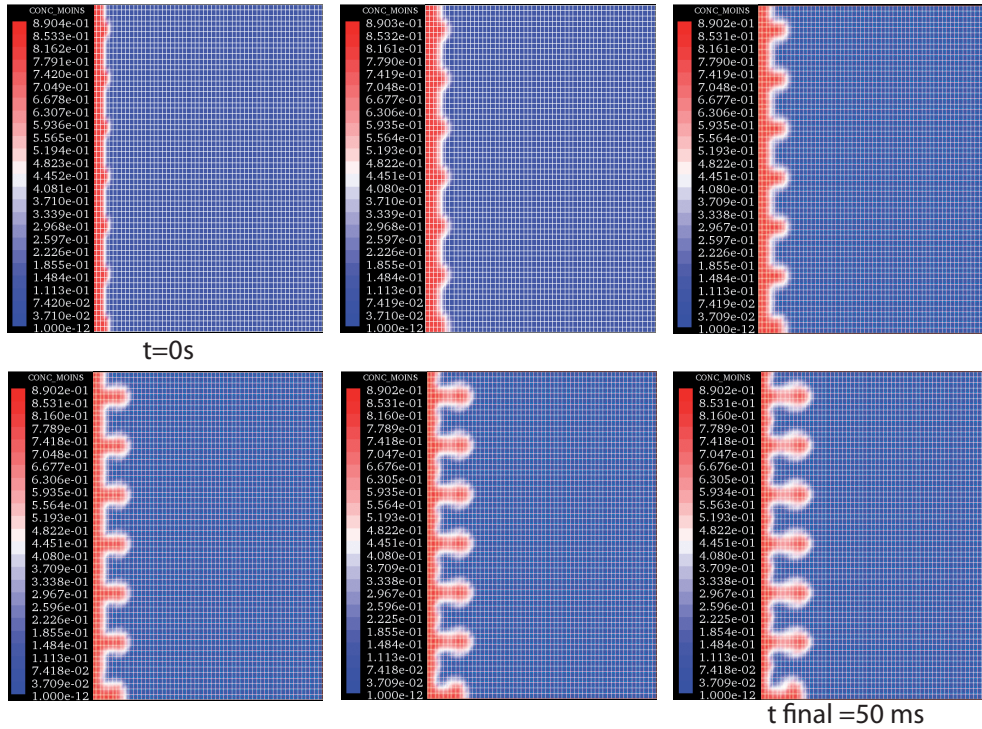 CONC_MOINS
8.904e-01
8.533e-01
8.162e-01
7.791e-01
7.420e-01
7.049e-01
6.678e-01
6.307e-01
5.936e-01
5.565e-01
5.194e-01
4.823e-01
4.452e-01
4.081e-01
3.710e-01
3.339e-01
2.968e-01
2.597e-01
2.226e-01
1.855e-01
1.484e-01
1.113e-01
7.420e-02
3.710e-02
1.000e-12
t=0s
CONC_MOINS
8.903e-01
8.532e-01
8.161e-01
7.790e-01
7.419e-01
7.048e-01
6.677e-01
6.306e-01
5.935e-01
5.564e-01
5.193e-01
4.822e-01
4.451e-01
4.080e-01
3.710e-01
3.339e-01
2.968e-01
2.597e-01
2.226e-01
1.855e-01
1.484e-01
1.113e-01
7.419e-02
3.710e-02
1.000e-12
CONC_MOINS
8.902e-01
8.532e-01
8.161e-01
7.790e-01
7.419e-01
7.048e-01
6.677e-01
6.306e-01
5.935e-01
5.564e-01
5.193e-01
4.822e-01
4.451e-01
4.080e-01
3.709e-01
3.338e-01
2.967e-01
2.596e-01
2.226e-01
1.855e-01
1.484e-01
1.113e-01
7.419e-02
3.709e-02
1.000e-12
CONC_MOINS
8.902e-01
8.531e-01
8.160e-01
7.789e-01
7.418e-01
7.048e-01
6.677e-01
6.306e-01
5.935e-01
5.564e-01
5.193e-01
4.822e-01
4.451e-01
4.080e-01
3.709e-01
3.338e-01
2.967e-01
2.596e-01
2.225e-01
1.855e-01
1.484e-01
1.113e-01
7.418e-02
3.709e-02
1.000e-12
CONC_MOINS
8.902e-01
8.531e-01
8.160e-01
7.789e-01
7.418e-01
7.047e-01
6.676e-01
6.305e-01
5.934e-01
5.564e-01
5.193e-01
4.822e-01
4.451e-01
4.080e-01
3.709e-01
3.338e-01
2.967e-01
2.596e-01
2.225e-01
1.854e-01
1.484e-01
1.113e-01
7.418e-02
3.709e-02
1.000e-12
CONC_MOINS
8.902e-01
8.531e-01
8.160e-01
7.789e-01
7.418e-01
7.047e-01
6.676e-01
6.305e-01
5.934e-01
5.563e-01
5.193e-01
4.822e-01
4.451e-01
4.080e-01
3.709e-01
3.338e-01
2.967e-01
2.596e-01
2.225e-01
1.854e-01
1.484e-01
1.113e-01
7.418e-02
3.709e-02
1.000e-12
t final =50 ms